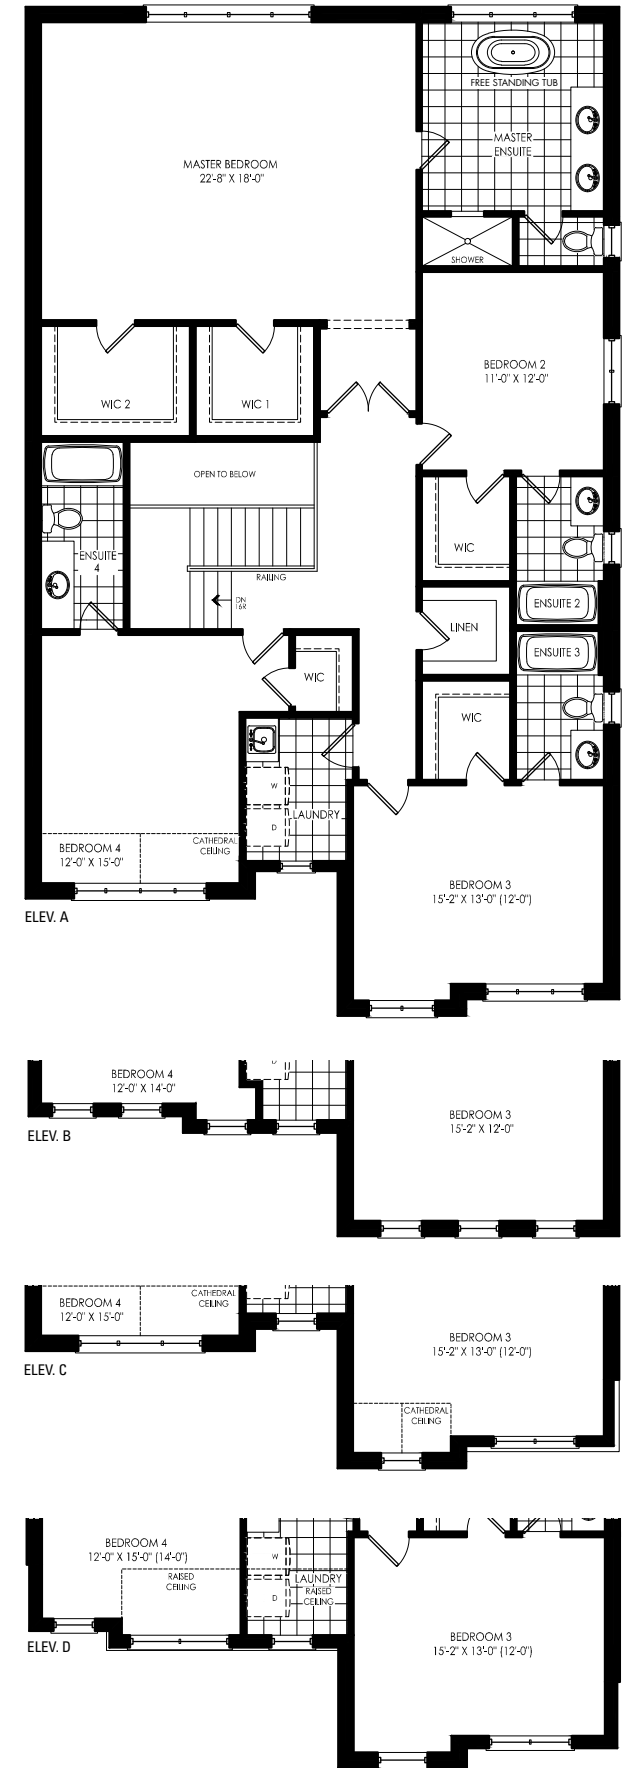 FREE STANDING TUB
MASTER
ENSUITE
MASTER BEDROOM
22'-8" X 18'-0"
SHOWER
BEDROOM 2
11'-0" X 12'-0"
WIC 2
WIC 1
OPEN TO BELOW
ENSUITE
4
WIC
RAILING
DN
16R
ENSUITE 2
LINEN
ENSUITE 3
WIC
WIC
W
LAUNDRY
D
BEDROOM 4
12'-0" X 15'-0"
CATHEDRAL
CEILING
BEDROOM 3
15'-2" X 13'-0" (12'-0")
ELEV. A
D
BEDROOM 4
12'-0" X 14'-0"
BEDROOM 3
15'-2" X 12'-0"
ELEV. B
BEDROOM 4
12'-0" X 15'-0"
CATHEDRAL
CEILING
BEDROOM 3
15'-2" X 13'-0" (12'-0")
ELEV. C
CATHEDRAL
CEILING
BEDROOM 4
12'-0" X 15'-0" (14'-0")
W
RAISED
CEILING
LAUNDRY
RAISED
CEILING
D
BEDROOM 3
15'-2" X 13'-0" (12'-0")
ELEV. D